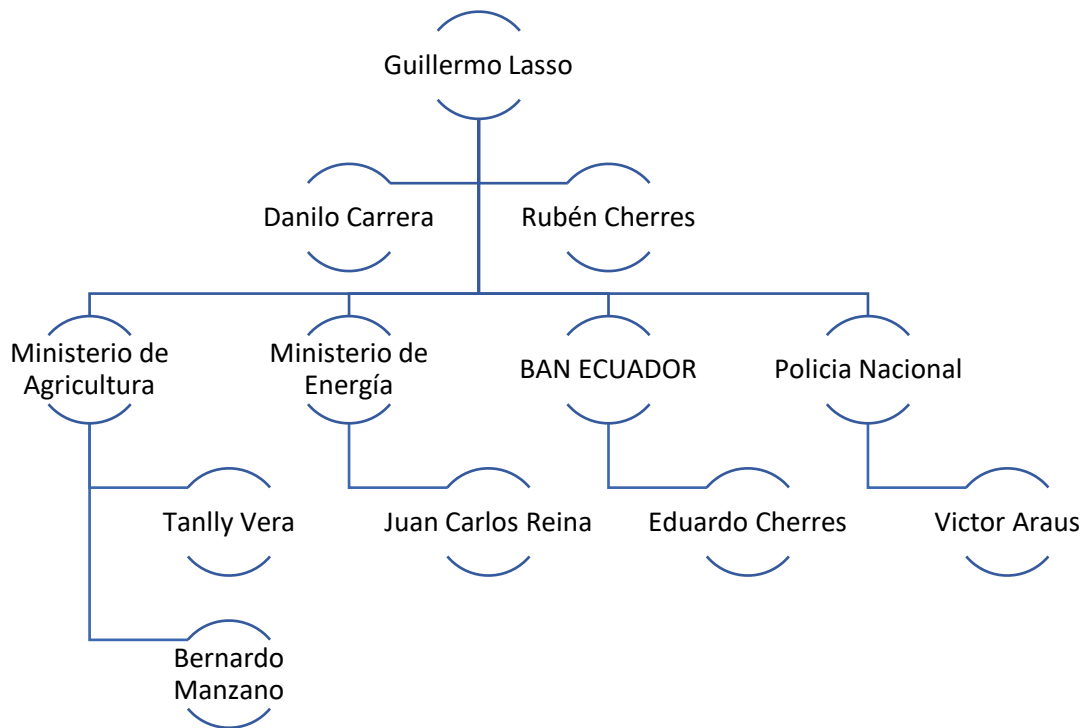 Guillermo Lasso
Danilo Carrera
Rubén Cherres
Ministerio de
Agricultura
Ministerio de
Energía
BAN ECUADOR
Policia Nacional
Tanlly Vera
Juan Carlos Reina
Eduardo Cherres
Victor Araus
Bernardo
Manzano